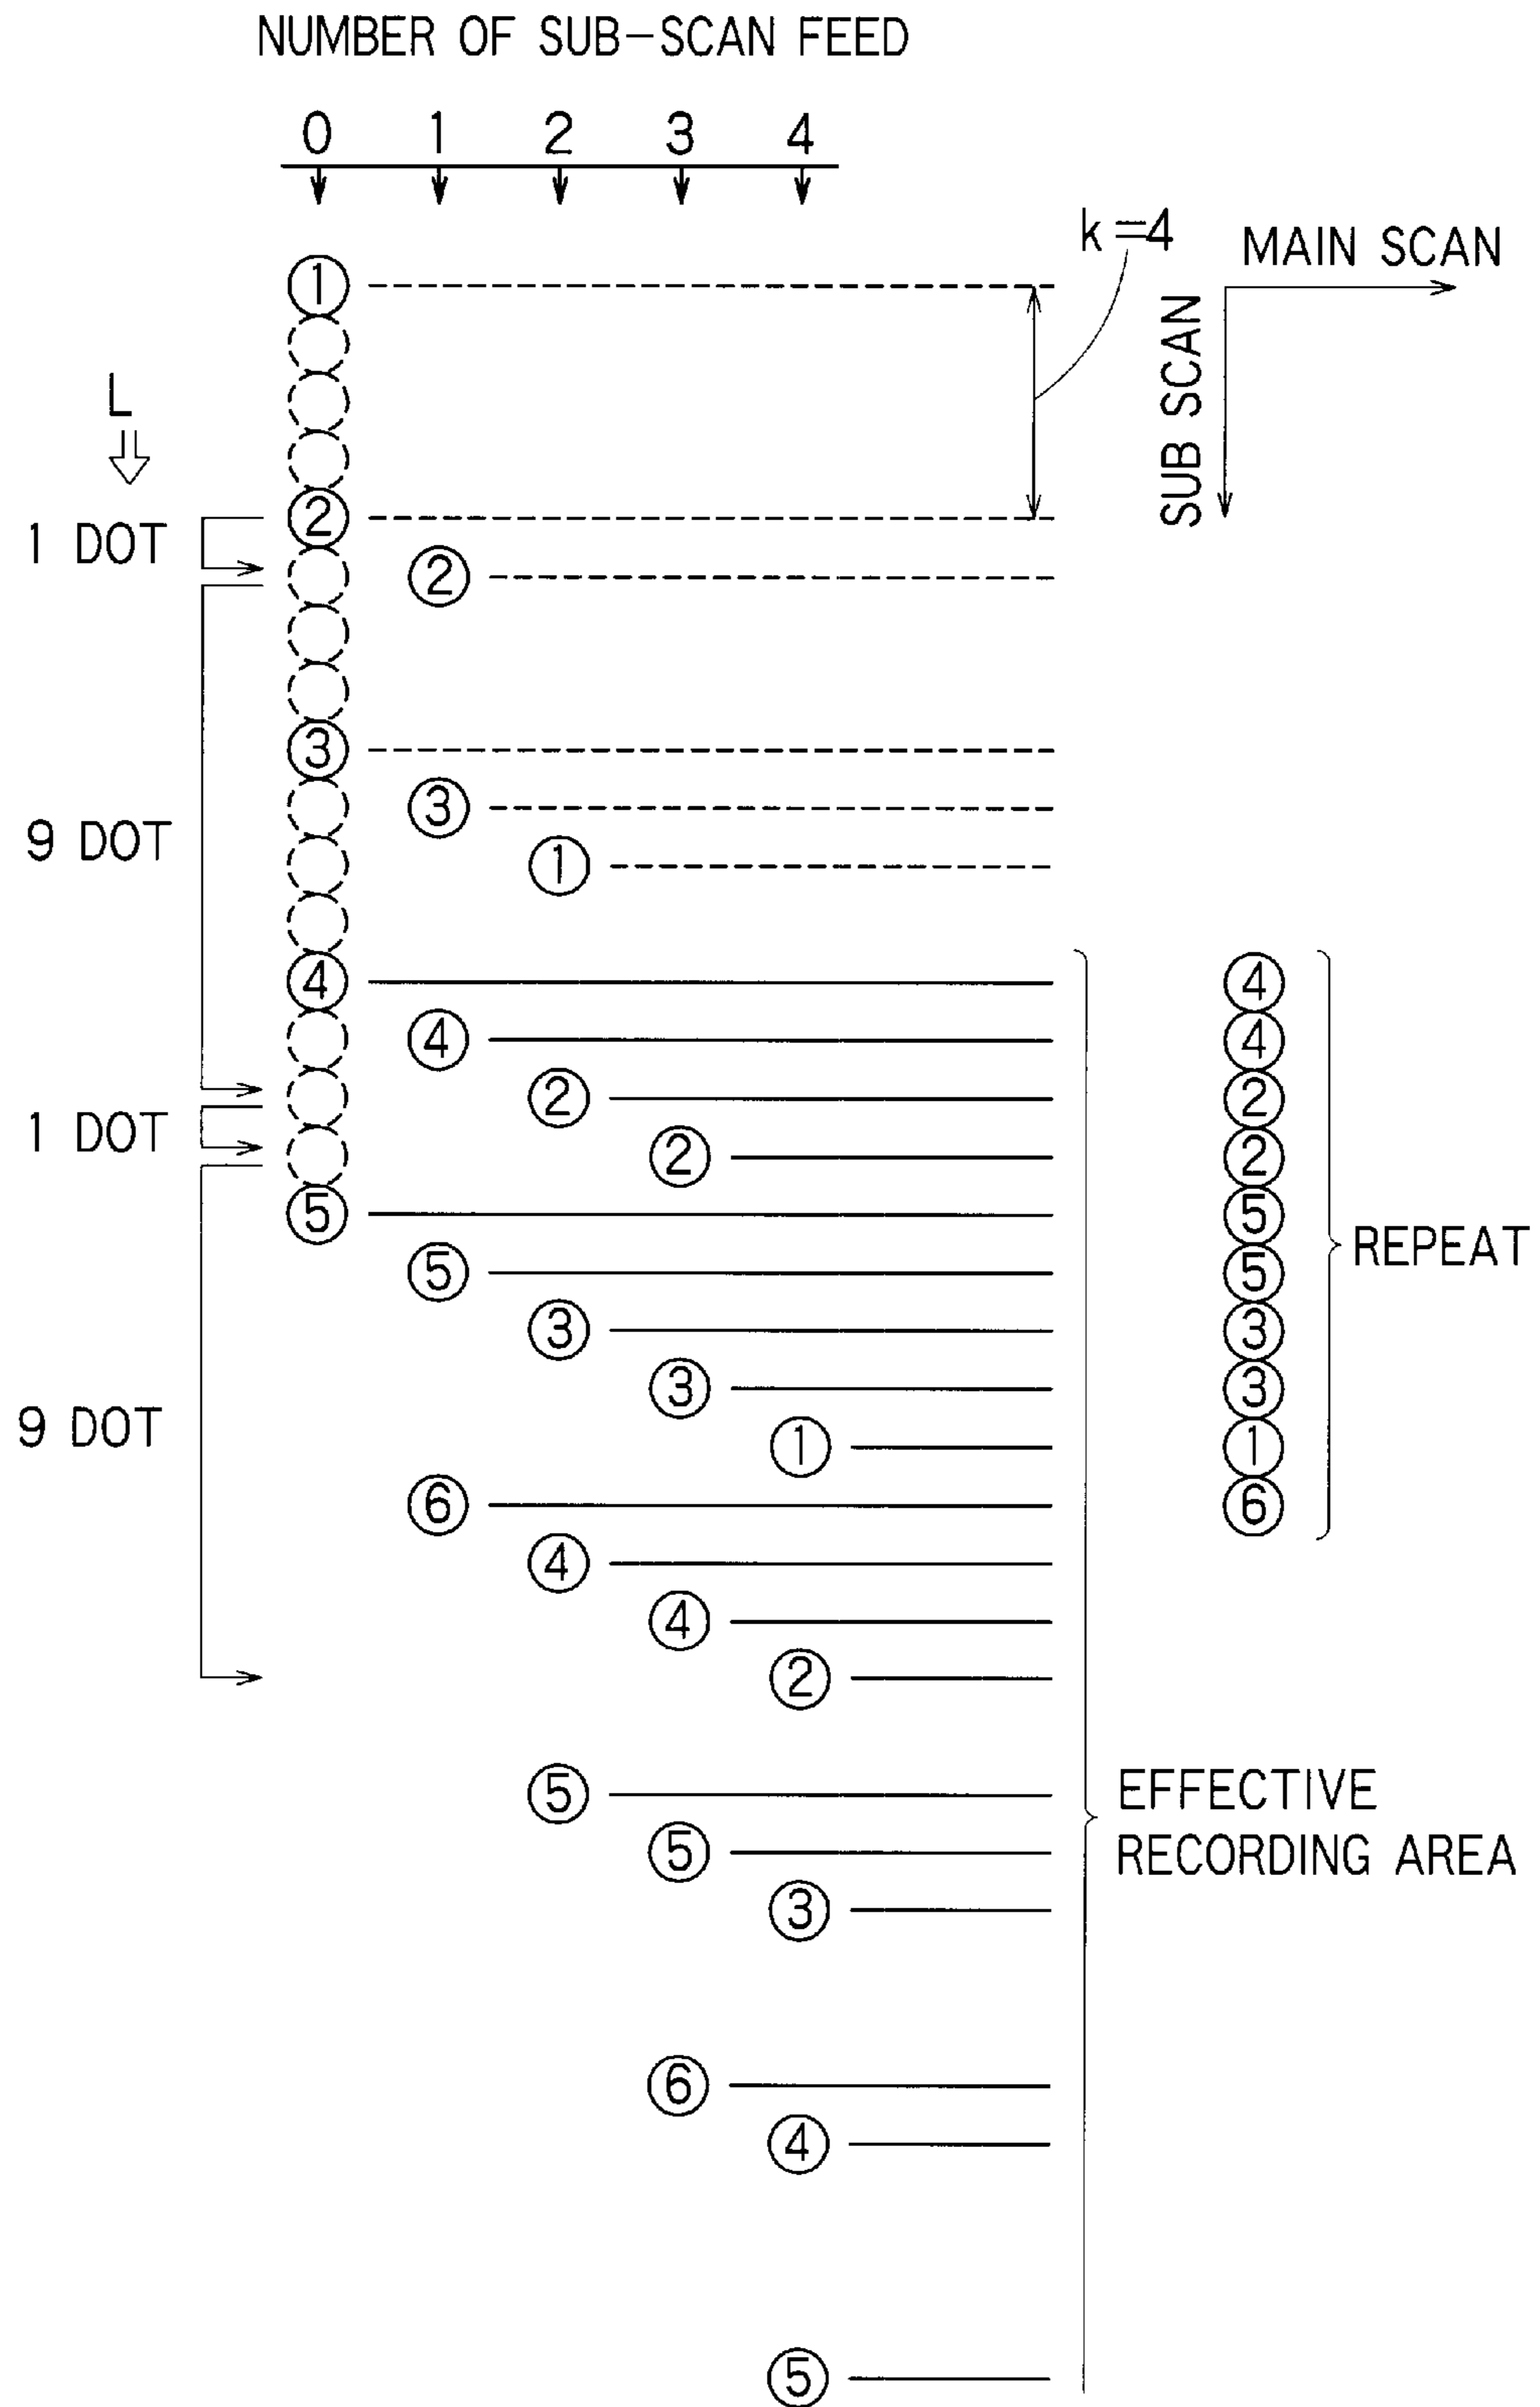 NUMBER OF SUB-SCAN FEED
0 1 2 3 4
k=4
MAIN SCAN
SUB SCAN
①
L
②
1 DOT
②
③
③
9 DOT
①
④ ④
④ ④
② ②
1 DOT
② ②
⑤ ⑤
⑤ ⑤
REPEAT
③ ③
③ ③
9 DOT
① ①
⑥ ⑥
④
④
②
⑤
EFFECTIVE
RECORDING AREA
⑤
③
⑥
④
⑤